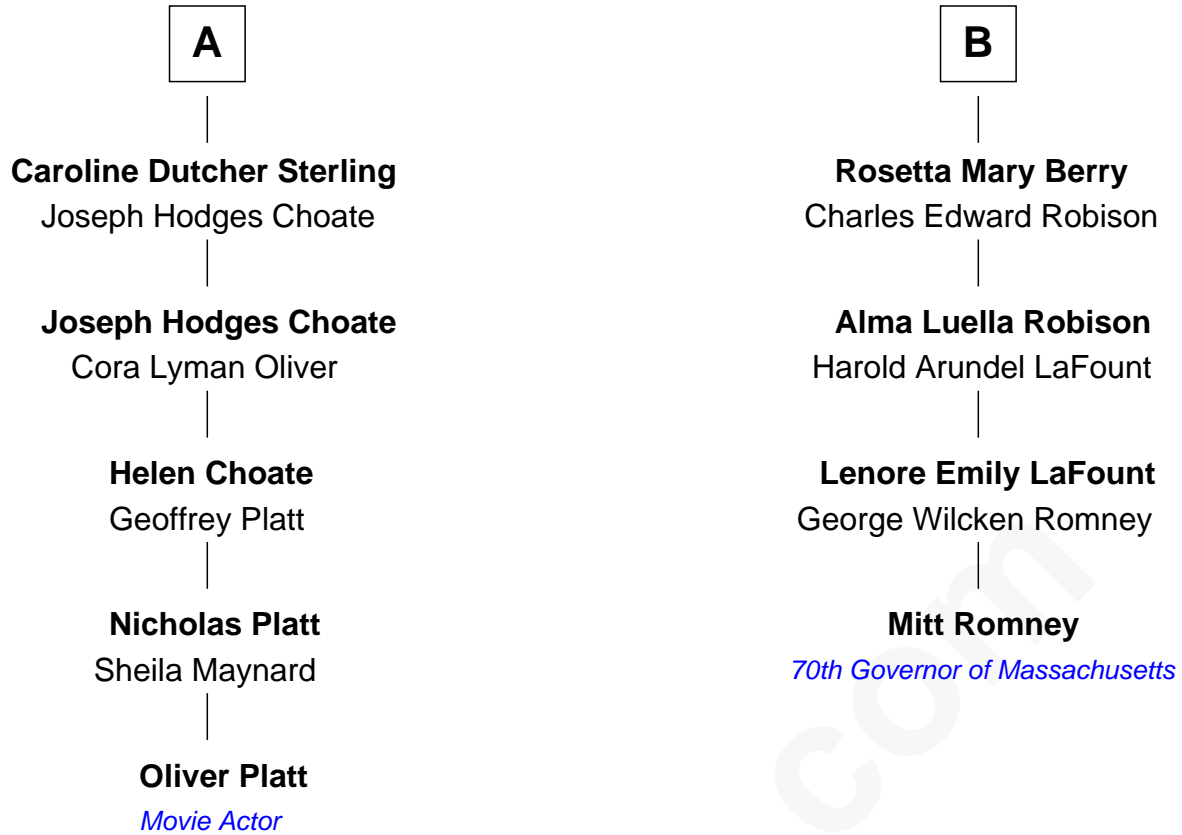 A
Caroline Dutcher Sterling
Joseph Hodges Choate
Joseph Hodges Choate
Cora Lyman Oliver
Helen Choate
Geoffrey Platt
Nicholas Platt
Sheila Maynard
Oliver Platt
Movie Actor
B
Rosetta Mary Berry
Charles Edward Robison
Alma Luella Robison
Harold Arundel LaFount
Lenore Emily LaFount
George Wilcken Romney
Mitt Romney
70th Governor of Massachusetts
com